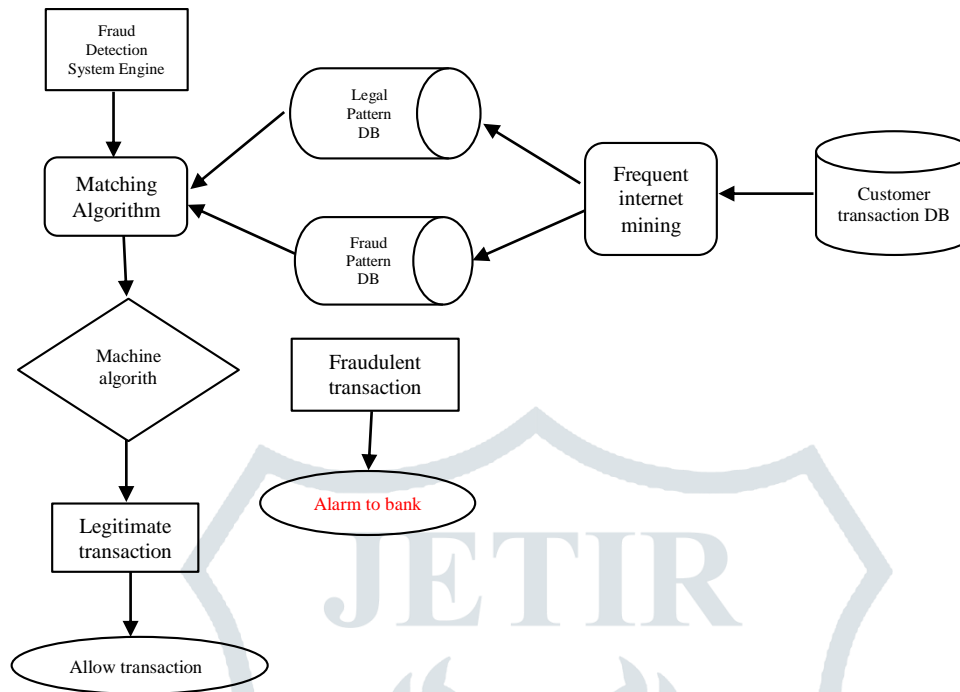 Fraud
Detection
System Engine
Legal
Pattern
DB
Matching
Algorithm
Frequent
internet
mining
Customer
transaction DB
Fraud
Pattern
DB
Machine
algorith
Fraudulent
transaction
Alarm to bank
Legitimate
transaction
JETIR
Allow transaction